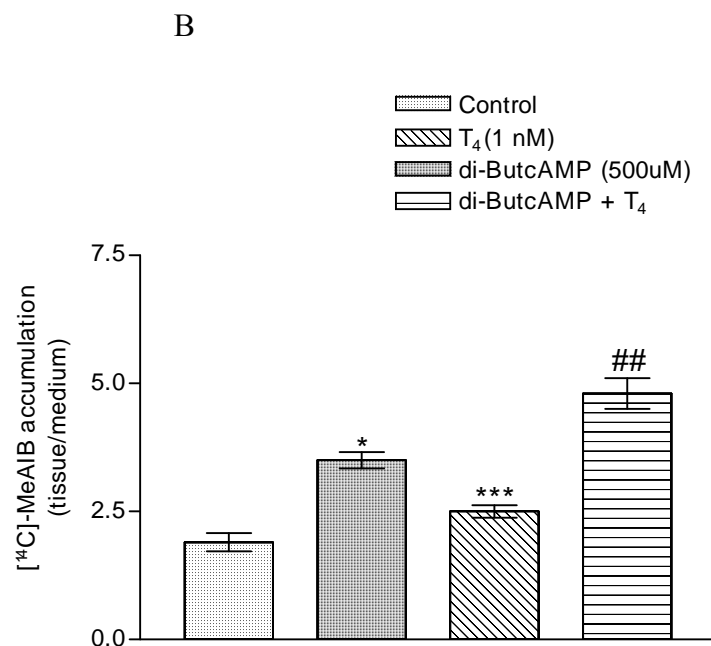 B
Control
T₄ (1 nM)
di-ButcAMP (500uM)
di-ButcAMP + T₄
[¹⁴C]-MeAIB accumulation
(tissue/medium)
7.5
5.0
2.5
0.0
*
***
##